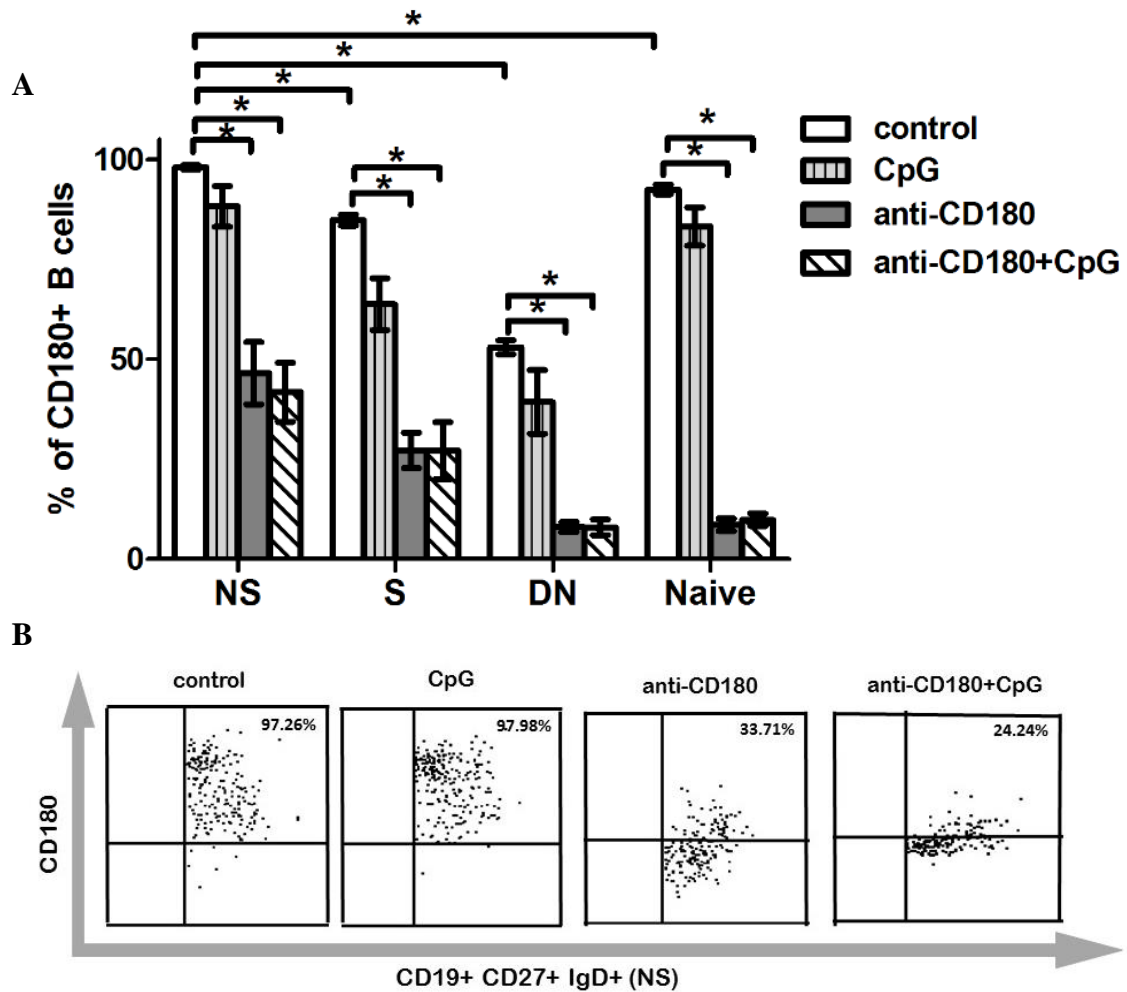 A
*
*
*
*
*
*
*
*
*
*
*
control
CpG
anti-CD180
anti-CD180+CpG
% of CD180+ B cells
100
50
0
NS S DN Naive
B
control CpG anti-CD180 anti-CD180+CpG
97.26% 97.98% 33.71% 24.24%
CD180
CD19+ CD27+ IgD+ (NS)